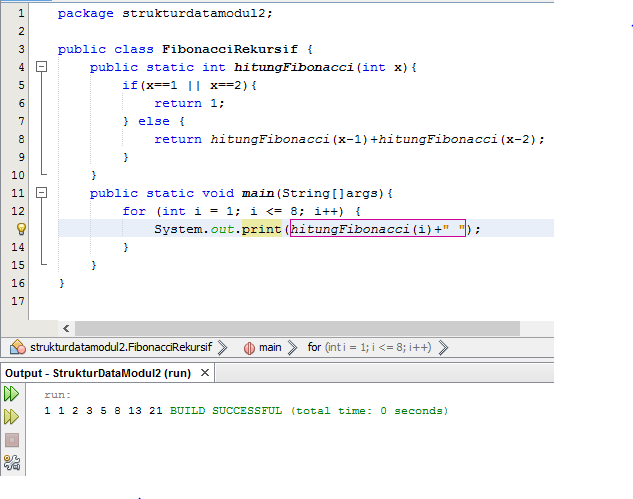 1 package strukturdatamodul2;
2
3 public class FibonacciRekursif {
4 public static int hitungFibonacci(int x){
5 if(x==1 || x==2){
6 return 1;
7 } else {
8 return hitungFibonacci(x-1)+hitungFibonacci(x-2);
9 }
10 }
11 public static void main(String[]args){
12 for (int i = 1; i <= 8; i++) {
System.out.print(hitungFibonacci(i)+" ");
14 }
15 }
16 }
17
strukturdatamodul2.FibonacciRekursif main for (int i = 1; i <= 8; i++)
Output - StrukturDataModul2 (run) ×
run:
1 1 2 3 5 8 13 21 BUILD SUCCESSFUL (total time: 0 seconds)